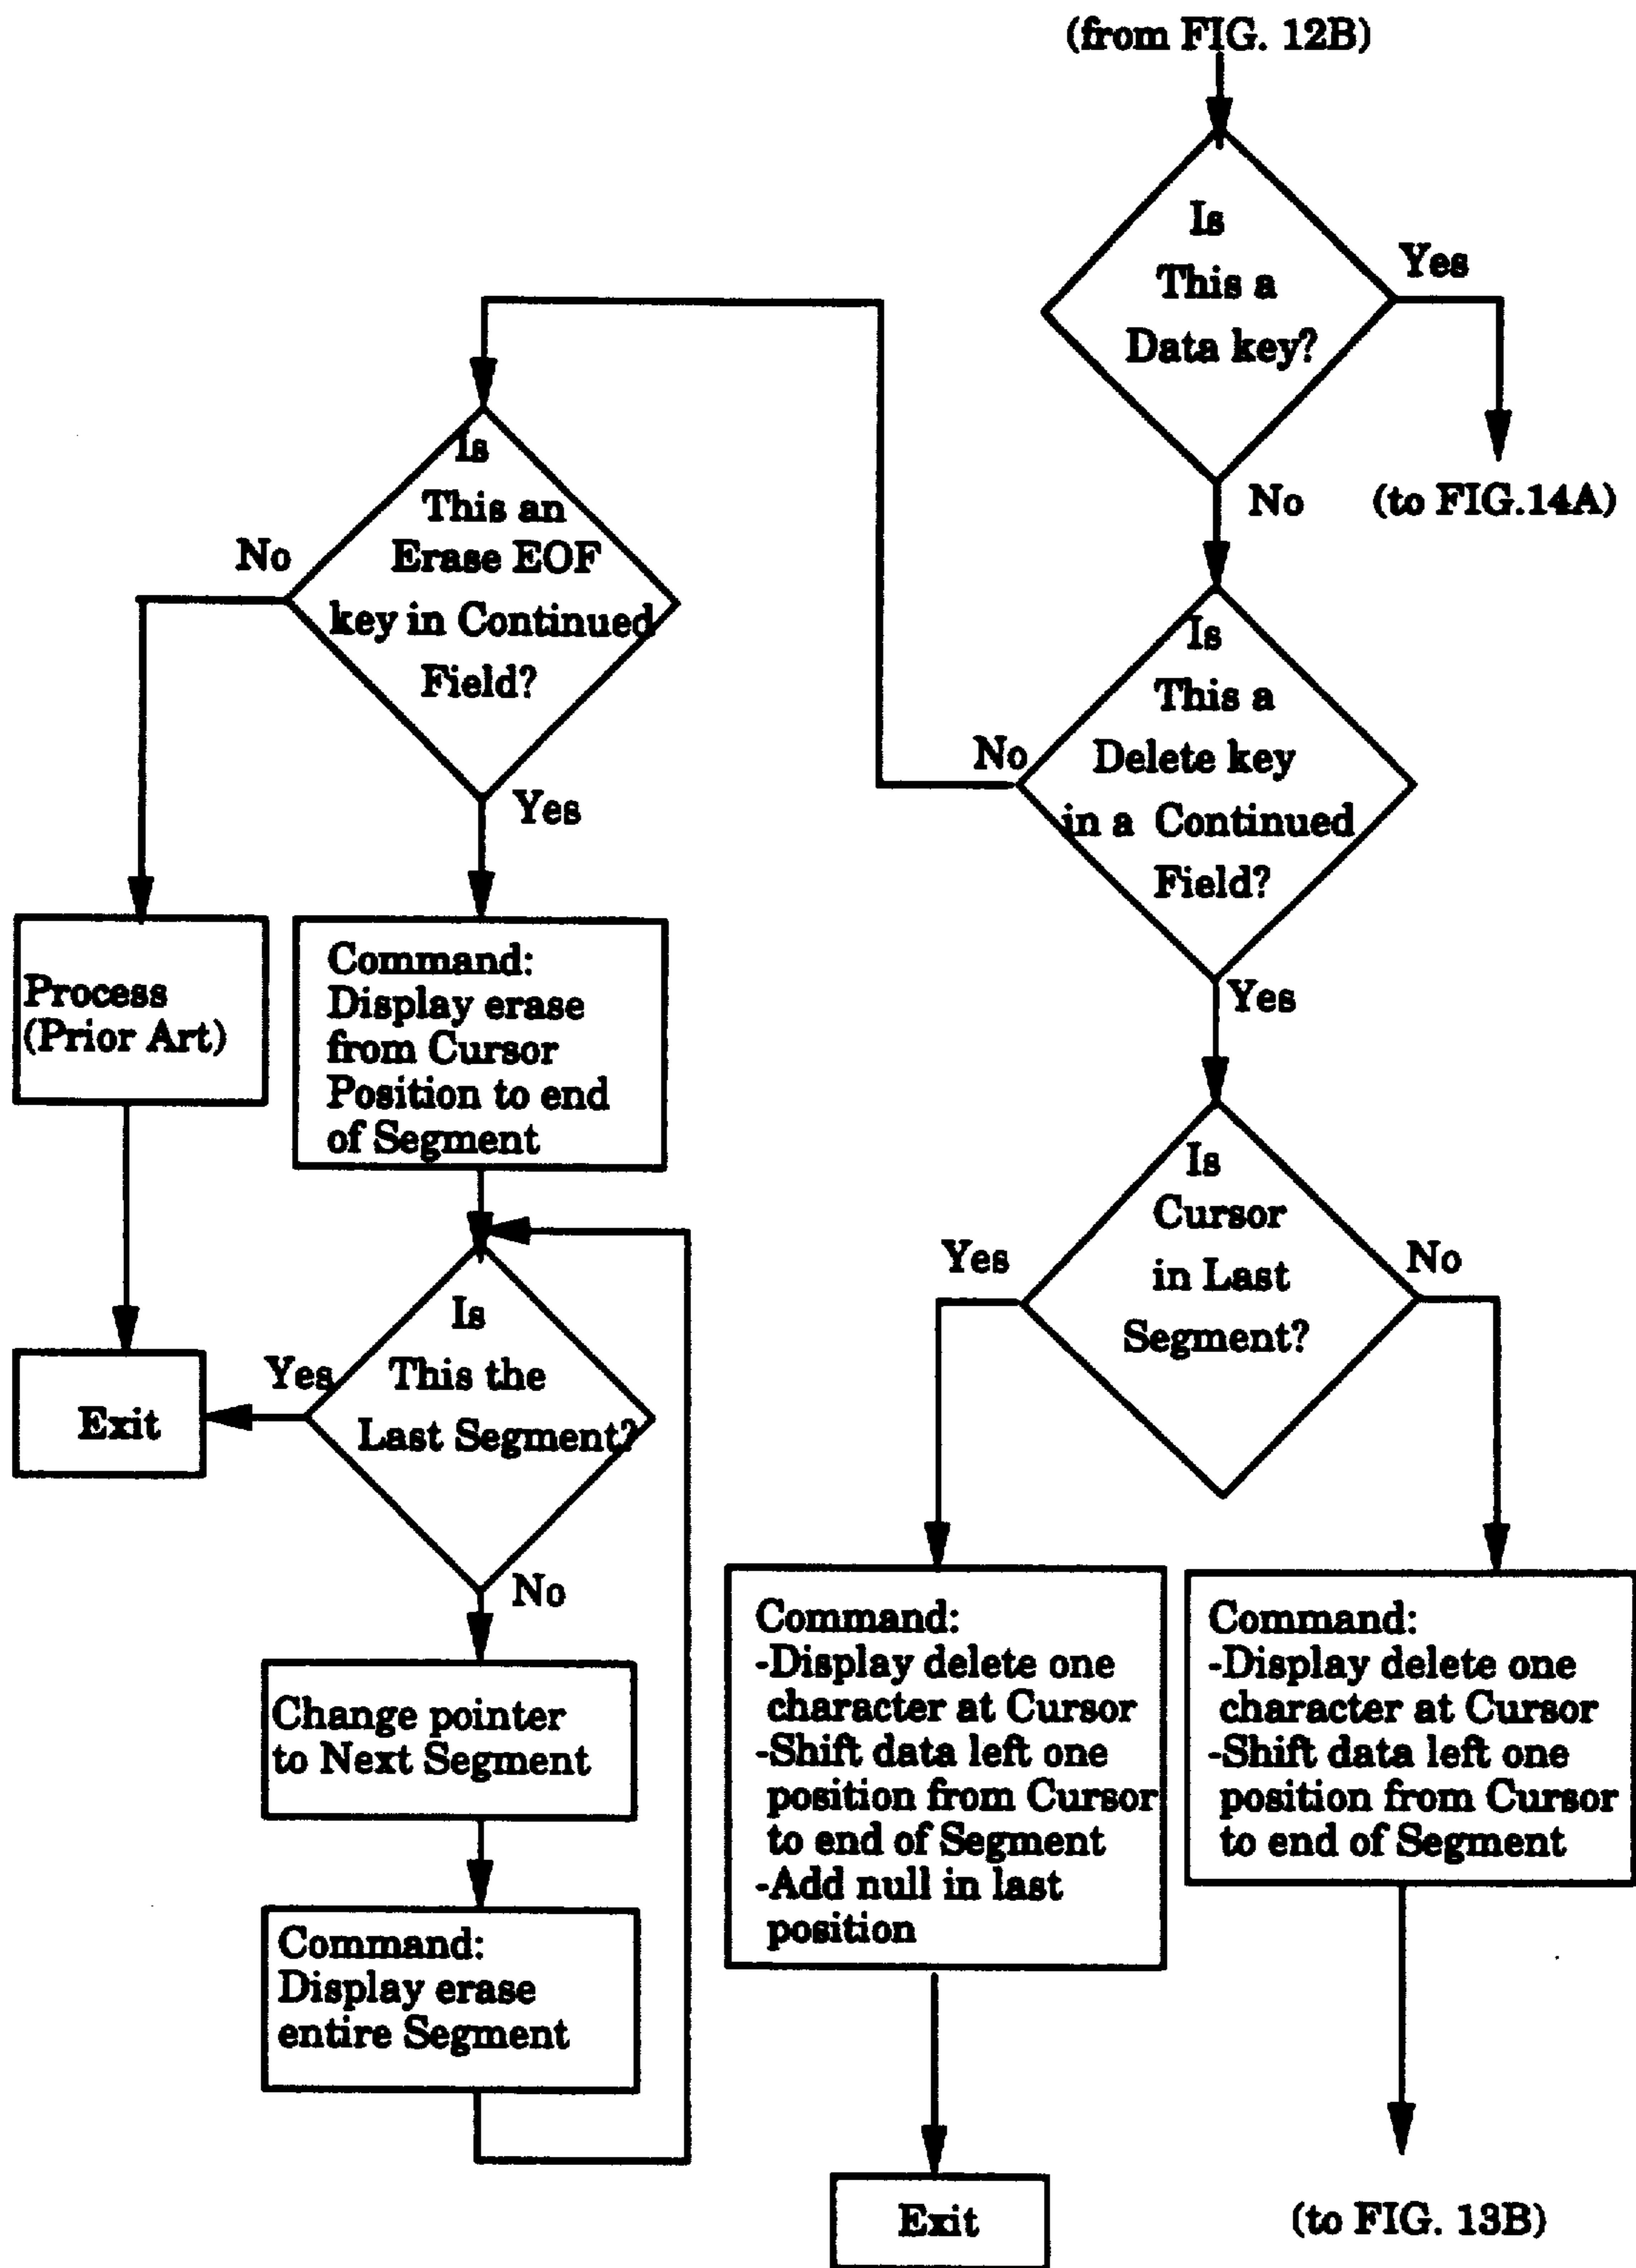 (from FIG. 12B)
Is
This a
Data key?
Yes
No
(to FIG.14A)
Is
This a
Delete key
in a Continued
Field?
No
Yes
Is
This an
Erase EOF
key in Continued
Field?
No
Yes
Process
(Prior Art)
Command:
Display erase
from Cursor
Position to end
of Segment
Is
This the
Last Segment?
Yes
Exit
No
Change pointer
to Next Segment
Command:
Display erase
entire Segment
Is
Cursor
in Last
Segment?
Yes
No
Command:
-Display delete one
character at Cursor
-Shift data left one
position from Cursor
to end of Segment
-Add null in last
position
Exit
Command:
-Display delete one
character at Cursor
-Shift data left one
position from Cursor
to end of Segment
(to FIG. 13B)